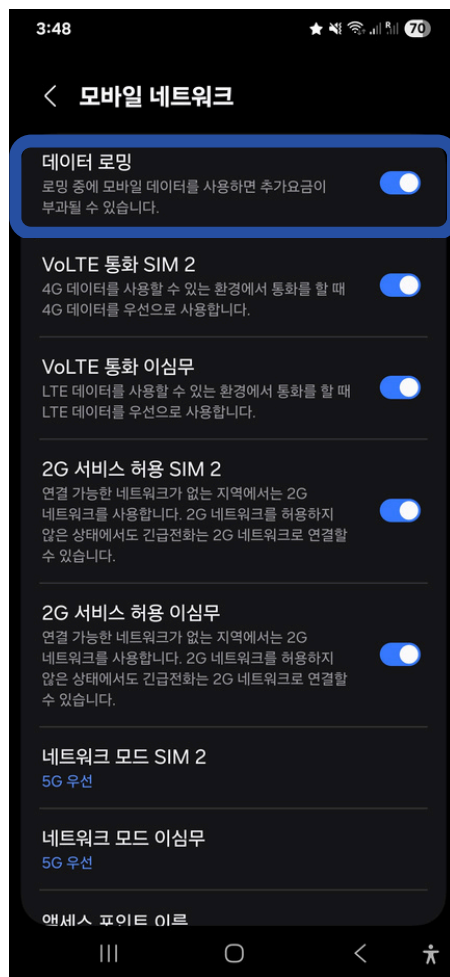 3:48
R
70
모바일 네트워크
데이터 로밍
로밍 중에 모바일 데이터를 사용하면 추가요금이
부과될 수 있습니다.
VoLTE 통화 SIM 2
4G 데이터를 사용할 수 있는 환경에서 통화를 할 때
4G 데이터를 우선으로 사용합니다.
VoLTE 통화 이심무
LTE 데이터를 사용할 수 있는 환경에서 통화를 할 때
LTE 데이터를 우선으로 사용합니다.
2G 서비스 허용 SIM 2
연결 가능한 네트워크가 없는 지역에서는 2G
네트워크를 사용합니다. 2G 네트워크를 허용하지
않은 상태에서도 긴급전화는 2G 네트워크로 연결할
수 있습니다.
2G 서비스 허용 이심무
연결 가능한 네트워크가 없는 지역에서는 2G
네트워크를 사용합니다. 2G 네트워크를 허용하지
않은 상태에서도 긴급전화는 2G 네트워크로 연결할
수 있습니다.
네트워크 모드 SIM 2
5G 우선
네트워크 모드 이심무
5G 우선
액세스 포인트 이름